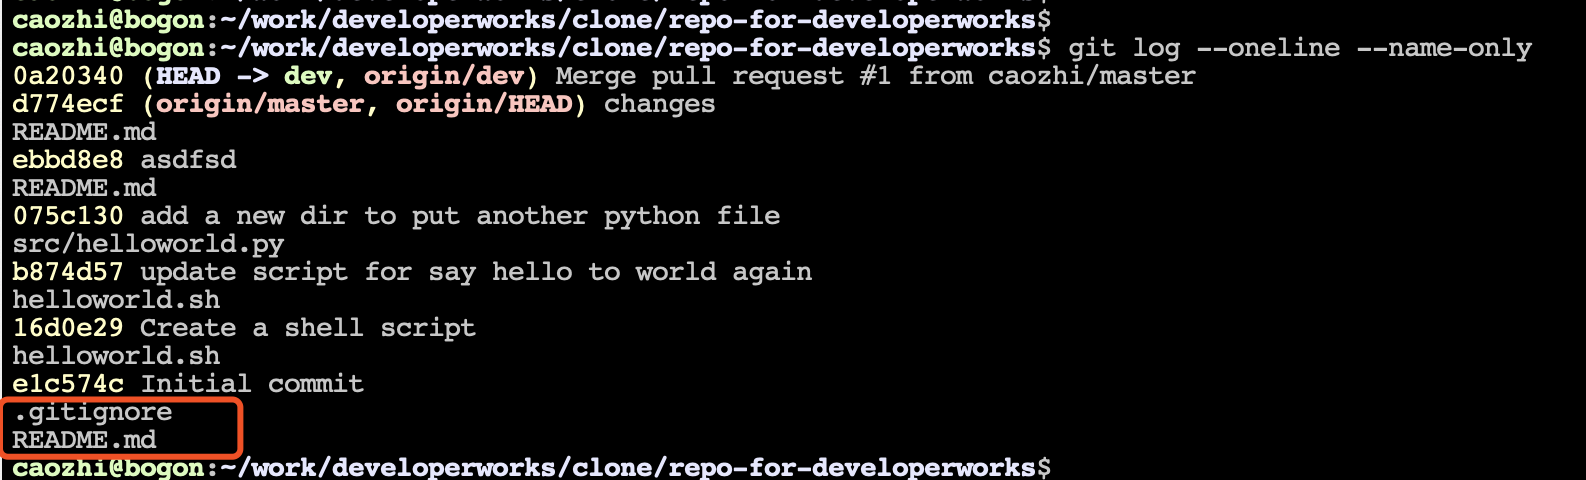 caozhi@bogon:~/work/developerworks/clone/repo-for-developerworks$
caozhi@bogon:~/work/developerworks/clone/repo-for-developerworks$ git log --oneline --name-only
0a20340 (HEAD -> dev, origin/dev) Merge pull request #1 from caozhi/master
d774ecf (origin/master, origin/HEAD) changes
README.md
ebbd8e8 asdfsd
README.md
075c130 add a new dir to put another python file
src/helloworld.py
b874d57 update script for say hello to world again
helloworld.sh
16d0e29 Create a shell script
helloworld.sh
e1c574c Initial commit
.gitignore
README.md
caozhi@bogon:~/work/developerworks/clone/repo-for-developerworks$